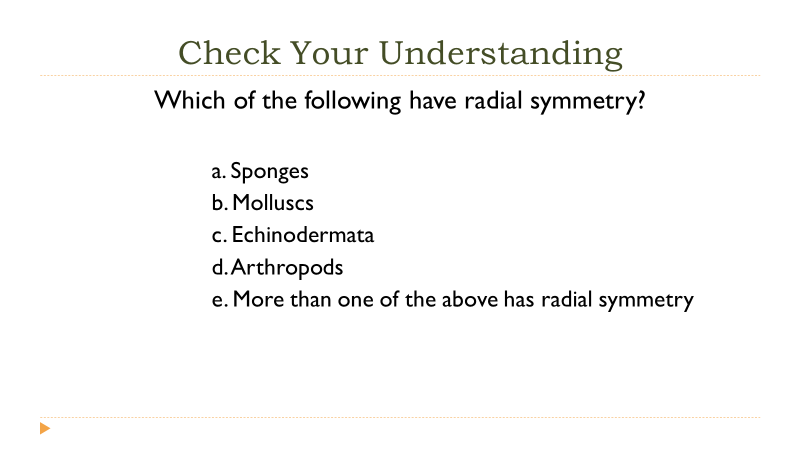 Check Your Understanding
Which of the following have radial symmetry?
a. Sponges
b. Molluscs
c. Echinodermata
d. Arthropods
e. More than one of the above has radial symmetry